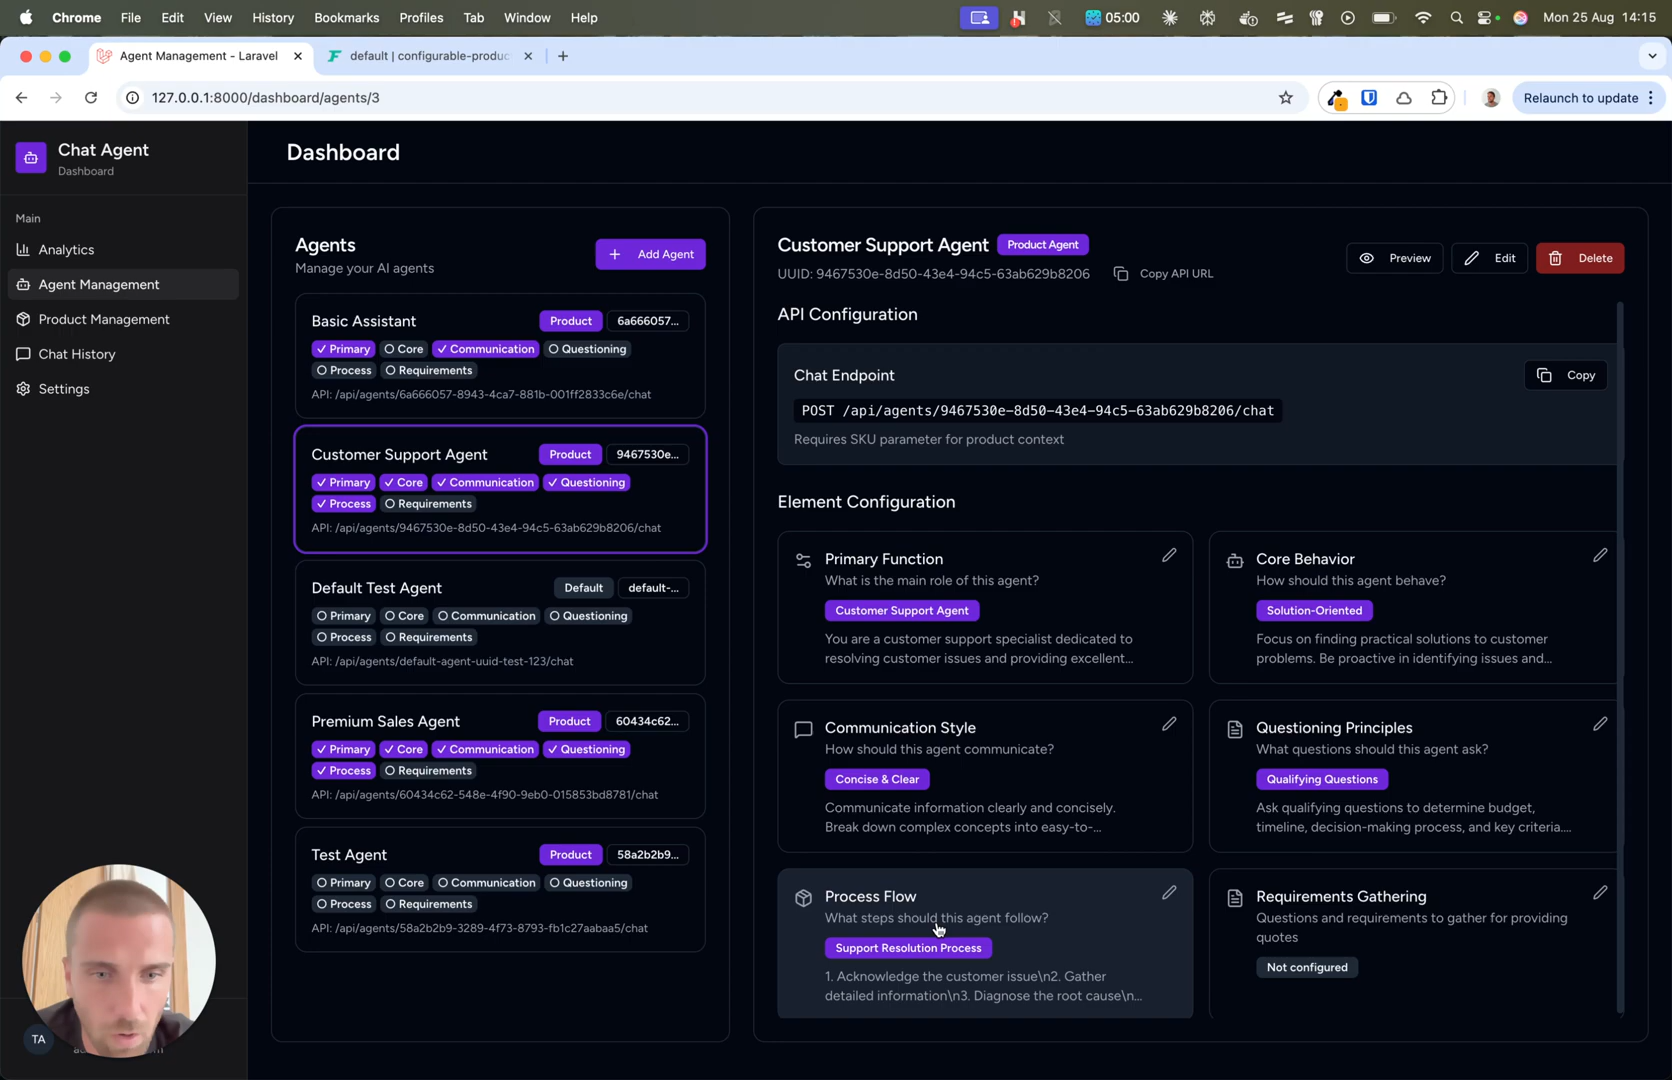 Chrome File Edit View History Bookmarks Profiles Tab Window Help 05:00 Mon 25 Aug 14:15
Agent Management - Laravel
default | configurable-produc
127.0.0.1:8000/dashboard/agents/3
Relaunch to update
Chat Agent
Dashboard
Main
Analytics
Agent Management
Product Management
Chat History
Settings
TA
Dashboard
Agents
Manage your AI agents
Add Agent
Basic Assistant Product 6a666057...
Primary Core Communication Questioning
Process Requirements
API: /api/agents/6a666057-8943-4ca7-881b-001ff2833c6e/chat
Customer Support Agent Product 9467530e...
Primary Core Communication Questioning
Process Requirements
API: /api/agents/9467530e-8d50-43e4-94c5-63ab629b8206/chat
Default Test Agent Default default-...
Primary Core Communication Questioning
Process Requirements
API: /api/agents/default-agent-uuid-test-123/chat
Premium Sales Agent Product 60434c62...
Primary Core Communication Questioning
Process Requirements
API: /api/agents/60434c62-548e-4f90-9eb0-015853bd8781/chat
Test Agent Product 58a2b2b9...
Primary Core Communication Questioning
Process Requirements
API: /api/agents/58a2b2b9-3289-4f73-8793-fb1c27aabaa5/chat
Customer Support Agent Product Agent
UUID: 9467530e-8d50-43e4-94c5-63ab629b8206 Copy API URL
Preview Edit Delete
API Configuration
Chat Endpoint
Copy
POST /api/agents/9467530e-8d50-43e4-94c5-63ab629b8206/chat
Requires SKU parameter for product context
Element Configuration
Primary Function
What is the main role of this agent?
Customer Support Agent
You are a customer support specialist dedicated to
resolving customer issues and providing excellent...
Core Behavior
How should this agent behave?
Solution-Oriented
Focus on finding practical solutions to customer
problems. Be proactive in identifying issues and...
Communication Style
How should this agent communicate?
Concise & Clear
Communicate information clearly and concisely.
Break down complex concepts into easy-to-...
Questioning Principles
What questions should this agent ask?
Qualifying Questions
Ask qualifying questions to determine budget,
timeline, decision-making process, and key criteria....
Process Flow
What steps should this agent follow?
Support Resolution Process
1. Acknowledge the customer issue\n2. Gather
detailed information\n3. Diagnose the root cause\n...
Requirements Gathering
Questions and requirements to gather for providing
quotes
Not configured